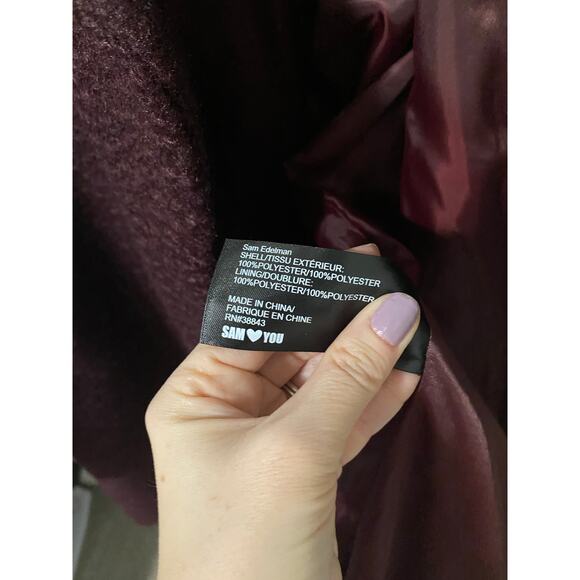 Sam Edelman
SHELL/TISSU EXTÉRIEUR:
100%POLYESTER/100%POLYESTER
LINING/DOUBLURE:
100%POLYESTER/100%POLYESTER
MADE IN CHINA/
FABRIQUE EN CHINE
RN#38843
SAM♥YOU